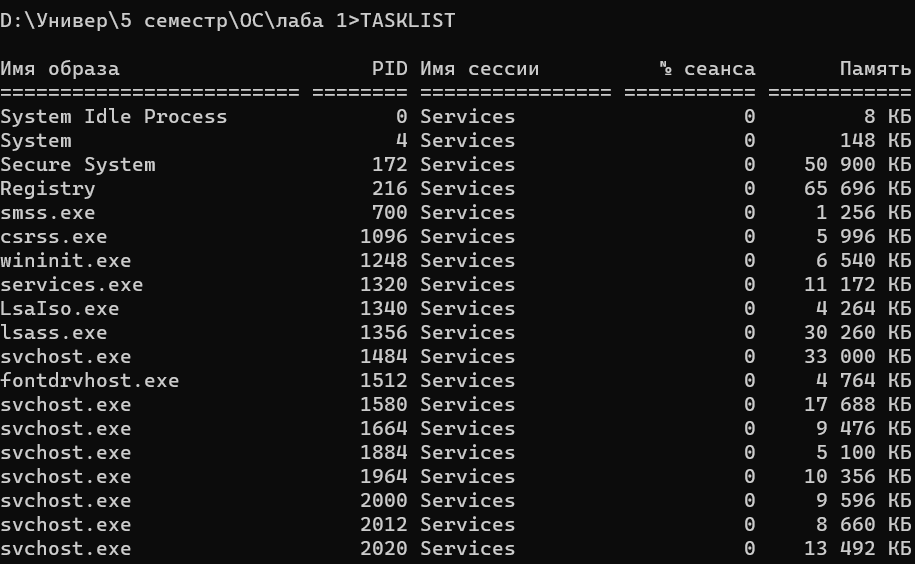 D:\Универ\5 семестр\ОС\лаба 1>TASKLIST
Имя образа                     PID Имя сессии          № сеанса       Память
========================= ======== ================ =========== ============
System Idle Process              0 Services                   0         8 КБ
System                           4 Services                   0       148 КБ
Secure System                  172 Services                   0    50 900 КБ
Registry                       216 Services                   0    65 696 КБ
smss.exe                       700 Services                   0     1 256 КБ
csrss.exe                     1096 Services                   0     5 996 КБ
wininit.exe                   1248 Services                   0     6 540 КБ
services.exe                  1320 Services                   0    11 172 КБ
LsaIso.exe                    1340 Services                   0     4 264 КБ
lsass.exe                     1356 Services                   0    30 260 КБ
svchost.exe                   1484 Services                   0    33 000 КБ
fontdrvhost.exe               1512 Services                   0     4 764 КБ
svchost.exe                   1580 Services                   0    17 688 КБ
svchost.exe                   1664 Services                   0     9 476 КБ
svchost.exe                   1884 Services                   0     5 100 КБ
svchost.exe                   1964 Services                   0    10 356 КБ
svchost.exe                   2000 Services                   0     9 596 КБ
svchost.exe                   2012 Services                   0     8 660 КБ
svchost.exe                   2020 Services                   0    13 492 КБ